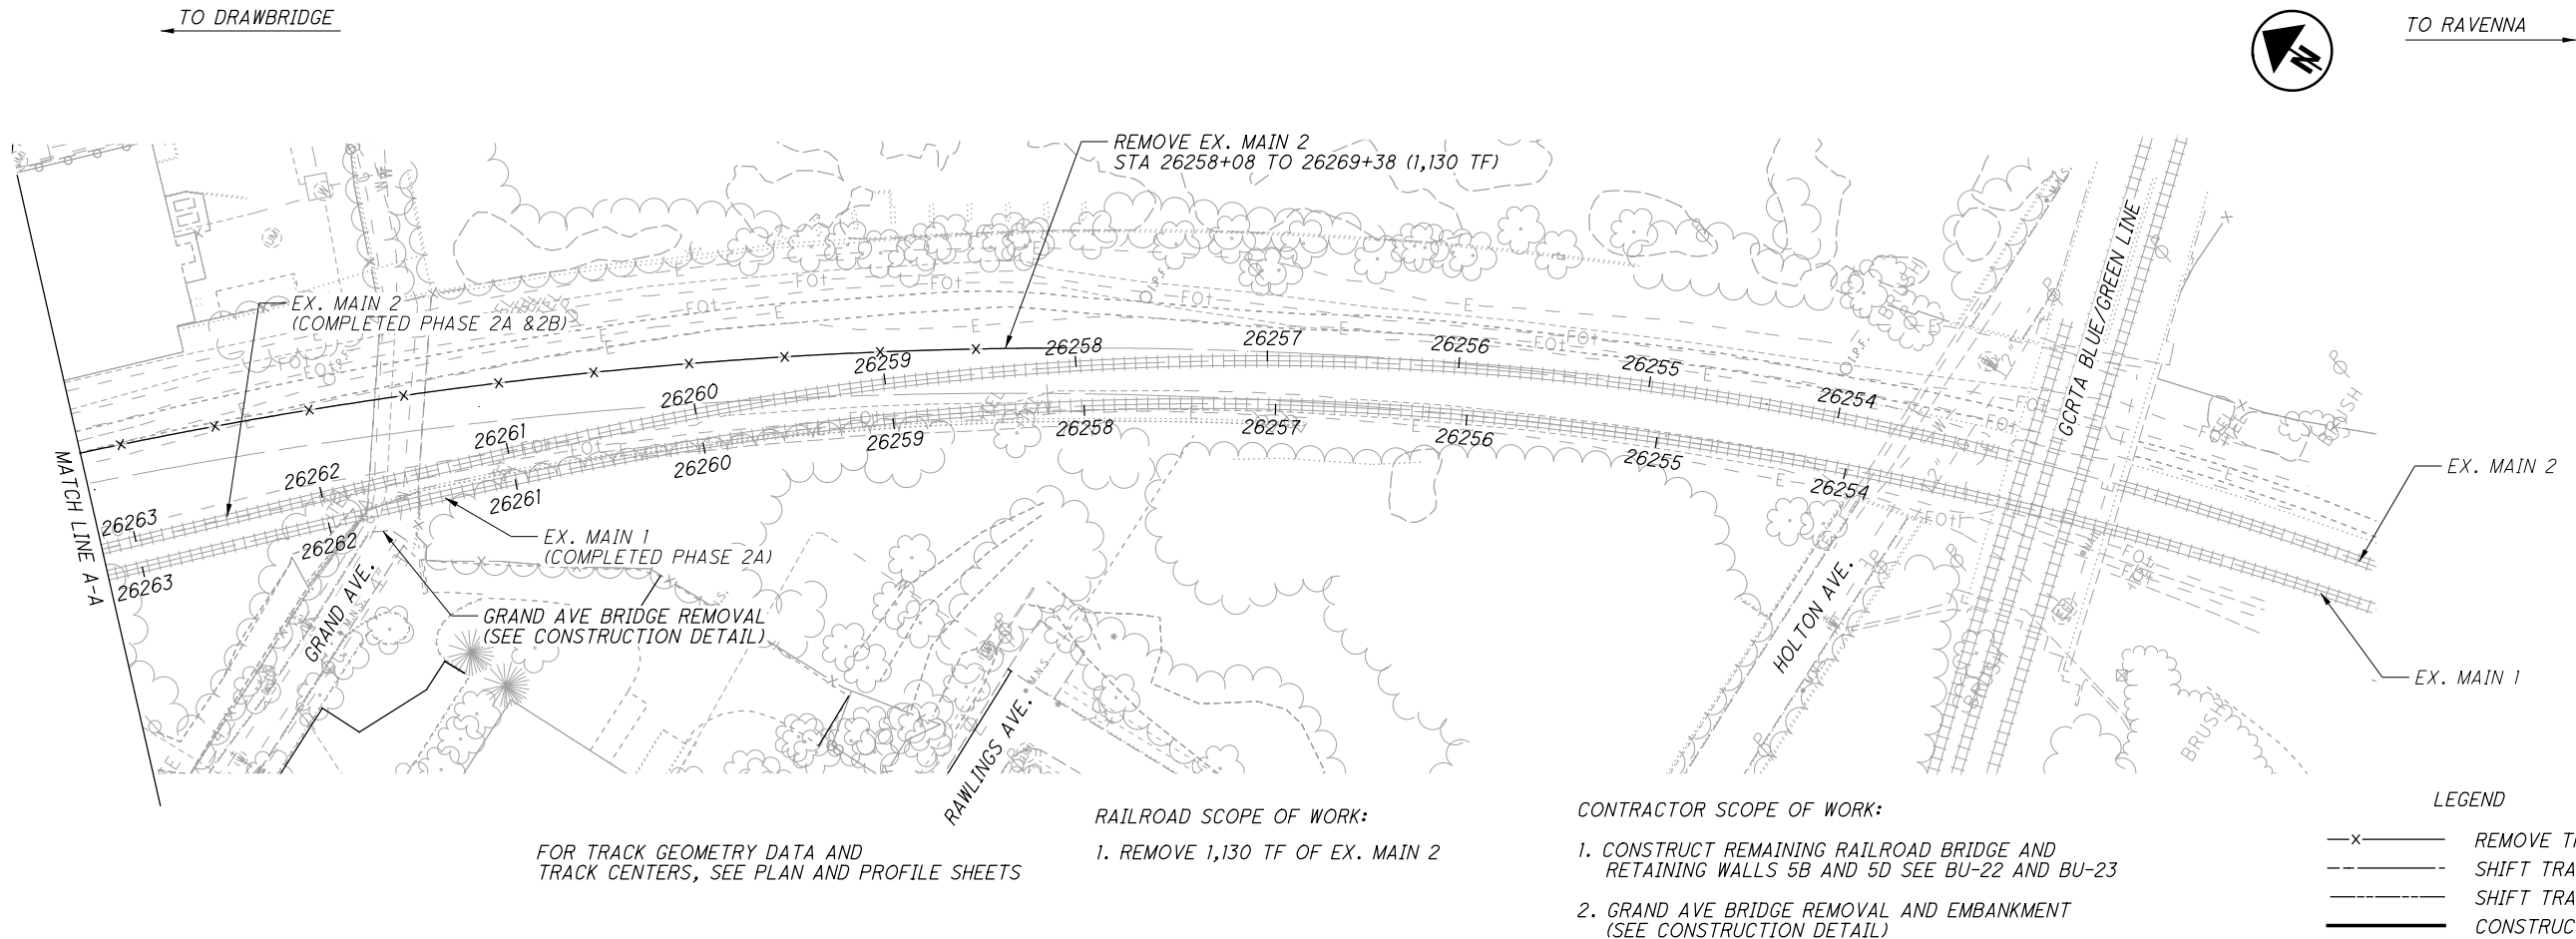 TO DRAWBRIDGE
TO RAVENNA
N
REMOVE EX. MAIN 2
STA 26258+08 TO 26269+38 (1,130 TF)
EX. MAIN 2
(COMPLETED PHASE 2A &2B)
26263
26262
26261
26260
26259
26258
26257
26256
26255
26254
26263
26262
26261
26260
26259
26258
26257
26256
26255
26254
MATCH LINE A-A
GCRTA BLUE/GREEN LINE
EX. MAIN 2
EX. MAIN 1
(COMPLETED PHASE 2A)
GRAND AVE BRIDGE REMOVAL
(SEE CONSTRUCTION DETAIL)
GRAND AVE.
RAWLINGS AVE.
HOLTON AVE.
EX. MAIN 1
BRUSH
BRUSH
BRUSH
FOR TRACK GEOMETRY DATA AND
TRACK CENTERS, SEE PLAN AND PROFILE SHEETS
RAILROAD SCOPE OF WORK:
1. REMOVE 1,130 TF OF EX. MAIN 2
CONTRACTOR SCOPE OF WORK:
1. CONSTRUCT REMAINING RAILROAD BRIDGE AND
RETAINING WALLS 5B AND 5D SEE BU-22 AND BU-23
2. GRAND AVE BRIDGE REMOVAL AND EMBANKMENT
(SEE CONSTRUCTION DETAIL)
LEGEND
REMOVE
SHIFT
SHIFT